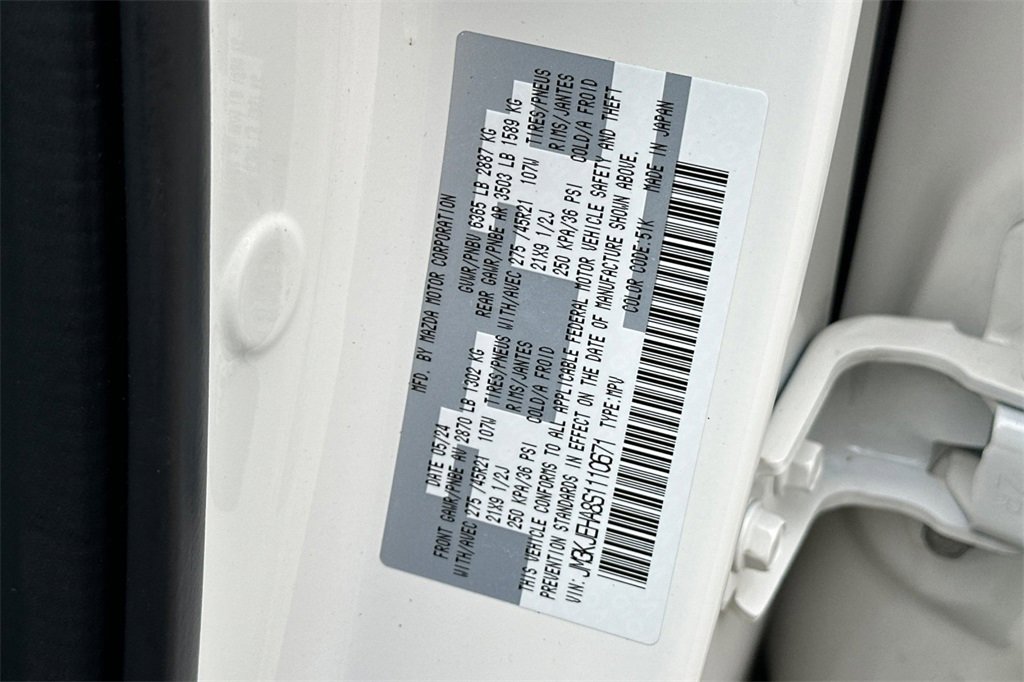 MFD. BY MAZDA MOTOR CORPORATION
DATE 05/24 GVWR/PNBV 6365 LB 2887 KG
FRONT GAWR/PNBE AV 2870 LB 1302 KG REAR GAWR/PNBE AR 3503 LB 1589 KG
WITH/AVEC 275 /45R21 107W TIRES/PNEUS WITH/AVEC 275 /45R21 107W TIRES/PNEUS
21X9 1/2J RIMS/JANTES 21X9 1/2J RIMS/JANTES
250 KPA/36 PSI COLD/A FROID 250 KPA/36 PSI COLD/A FROID
THIS VEHICLE CONFORMS TO ALL APPLICABLE FEDERAL MOTOR VEHICLE SAFETY AND THEFT
PREVENTION STANDARDS IN EFFECT ON THE DATE OF MANUFACTURE SHOWN ABOVE.
VIN: JM3KJEHA8S1110671 TYPE:MPV COLOR CODE:51K MADE IN JAPAN